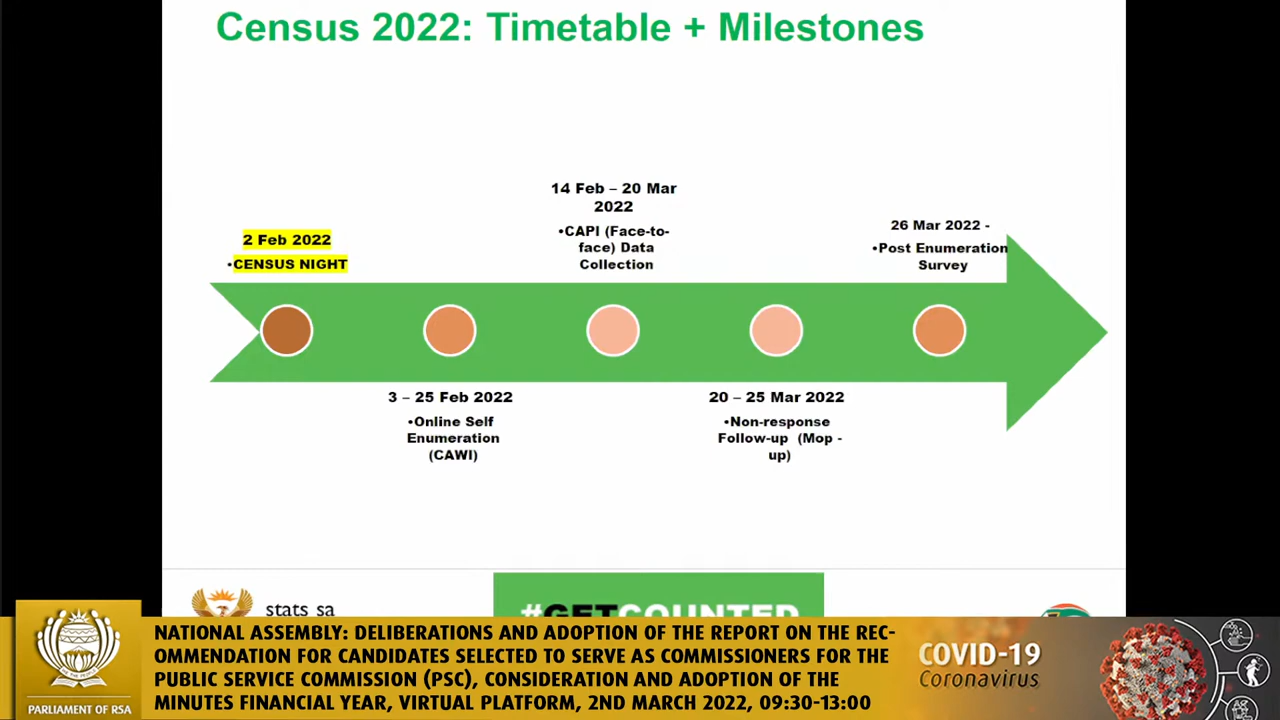 Census 2022: Timetable + Milestones
2 Feb 2022
•CENSUS NIGHT
3 – 25 Feb 2022
•Online Self
Enumeration
(CAWI)
14 Feb – 20 Mar
2022
•CAPI (Face-to-
face) Data
Collection
20 – 25 Mar 2022
•Non-response
Follow-up (Mop -
up)
26 Mar 2022 -
•Post Enumeration
Survey
stats sa
#GETCOUNTED
PARLIAMENT OF RSA
NATIONAL ASSEMBLY: DELIBERATIONS AND ADOPTION OF THE REPORT ON THE REC-
OMMENDATION FOR CANDIDATES SELECTED TO SERVE AS COMMISSIONERS FOR THE
PUBLIC SERVICE COMMISSION (PSC), CONSIDERATION AND ADOPTION OF THE
MINUTES FINANCIAL YEAR, VIRTUAL PLATFORM, 2ND MARCH 2022, 09:30-13:00
COVID-19
Coronavirus